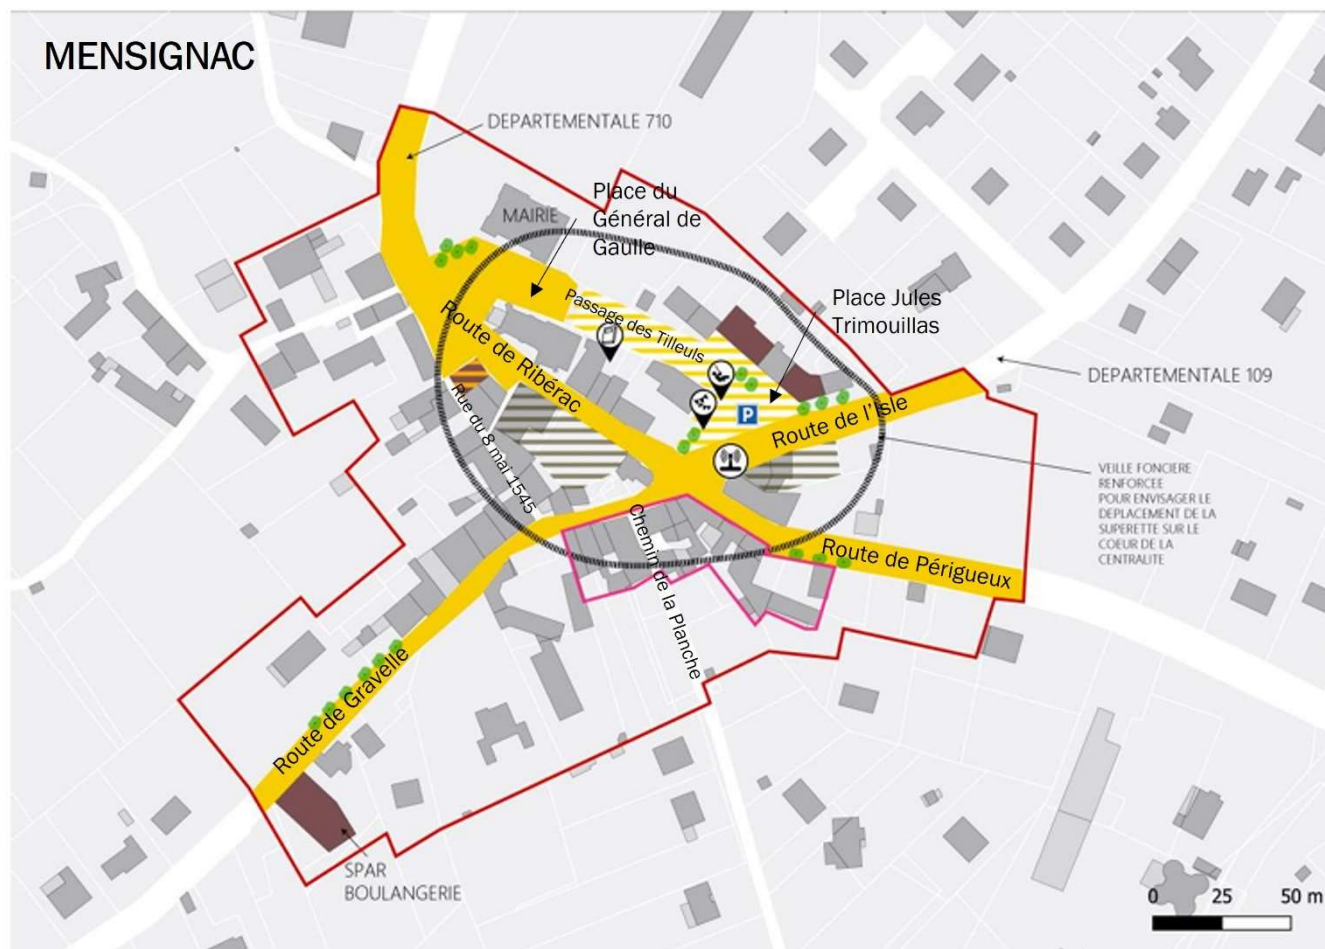 MENSIGNAC
DEPARTEMENTALE 710
Place du
Général de
Gaulle
MAIRIE
Passage des Tilleuls
Place Jules
Trimouillas
Route de Ribérac
DEPARTEMENTALE 109
P
Route de l'Isle
Rue du 8 mai 1545
VEILLE FONCIERE
RENFORCEE
POUR ENVISAGER LE
DEPLACEMENT DE LA
SUPERETTE SUR LE
COEUR DE LA
CENTRALITE
Chemin de la Planche
Route de Périgueux
Route de Gravelle
SPAR
BOULANGERIE
0 25 50 m